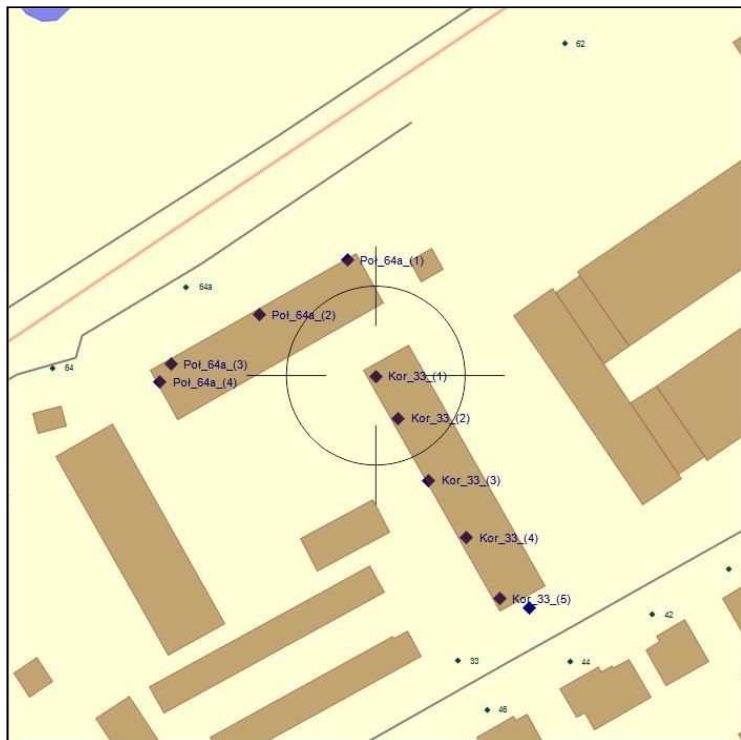 62
Poł_64a_(1)
64a
Poł_64a_(2)
Poł_64a_(3)
64
Poł_64a_(4)
Kor_33_(1)
Kor_33_(2)
Kor_33_(3)
Kor_33_(4)
Kor_33_(5)
42
33
44
46